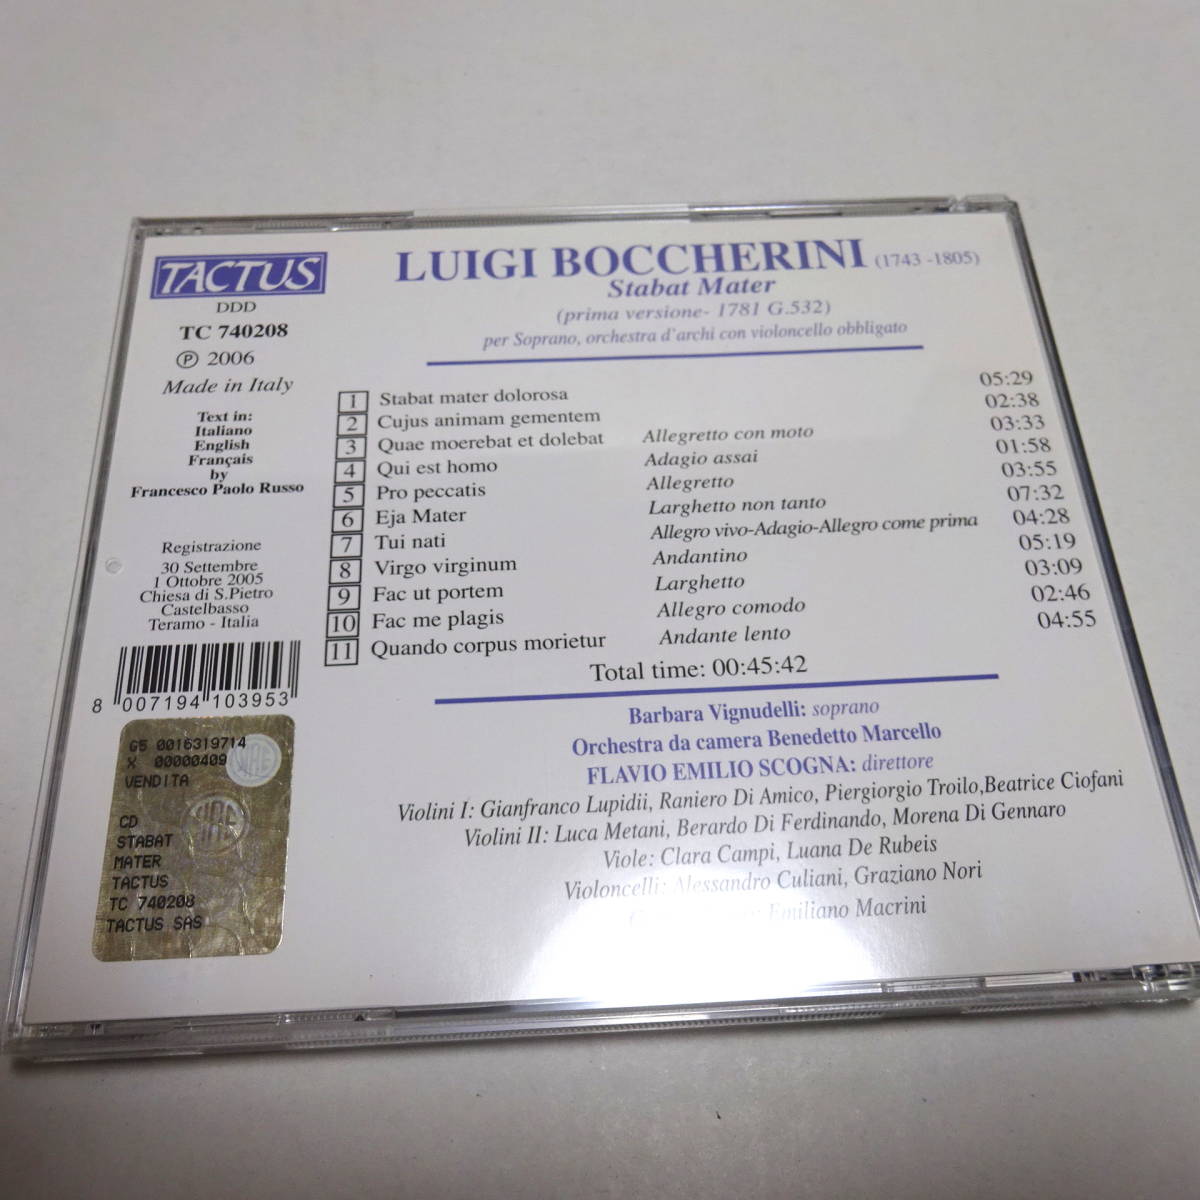 TACTUS
DDD
TC 740208
℗ 2006
Made in Italy
Text in:
Italiano
English
Français
by
Francesco Paolo Russo
Registrazione
30 Settembre
1 Ottobre 2005
Chiesa di S.Pietro
Castelbasso
Teramo - Italia
8 007194 103953
G5 0016319714
X 00000409
VENDITA
CD
STABAT
MATER
TACTUS
TC 740208
TACTUS SAS
LUIGI BOCCHERINI (1743 -1805)
Stabat Mater
(prima versione- 1781 G.532)
per Soprano, orchestra d'archi con violoncello obbligato
1 Stabat mater dolorosa 05:29
2 Cujus animam gementem 02:38
3 Quae moerebat et dolebat Allegretto con moto 03:33
4 Qui est homo Adagio assai 01:58
5 Pro peccatis Allegretto 03:55
6 Eja Mater Larghetto non tanto 07:32
7 Tui nati Allegro vivo-Adagio-Allegro come prima 04:28
8 Virgo virginum Andantino 05:19
9 Fac ut portem Larghetto 03:09
10 Fac me plagis Allegro comodo 02:46
11 Quando corpus morietur Andante lento 04:55
Total time: 00:45:42
Barbara Vignudelli: soprano
Orchestra da camera Benedetto Marcello
FLAVIO EMILIO SCOGNA: direttore
Violini I: Gianfranco Lupidii, Raniero Di Amico, Piergiorgio Troilo,Beatrice Ciofani
Violini II: Luca Metani, Berardo Di Ferdinando, Morena Di Gennaro
Viole: Clara Campi, Luana De Rubeis
Violoncelli: Alessandro Culiani, Graziano Nori
Emiliano Macrini